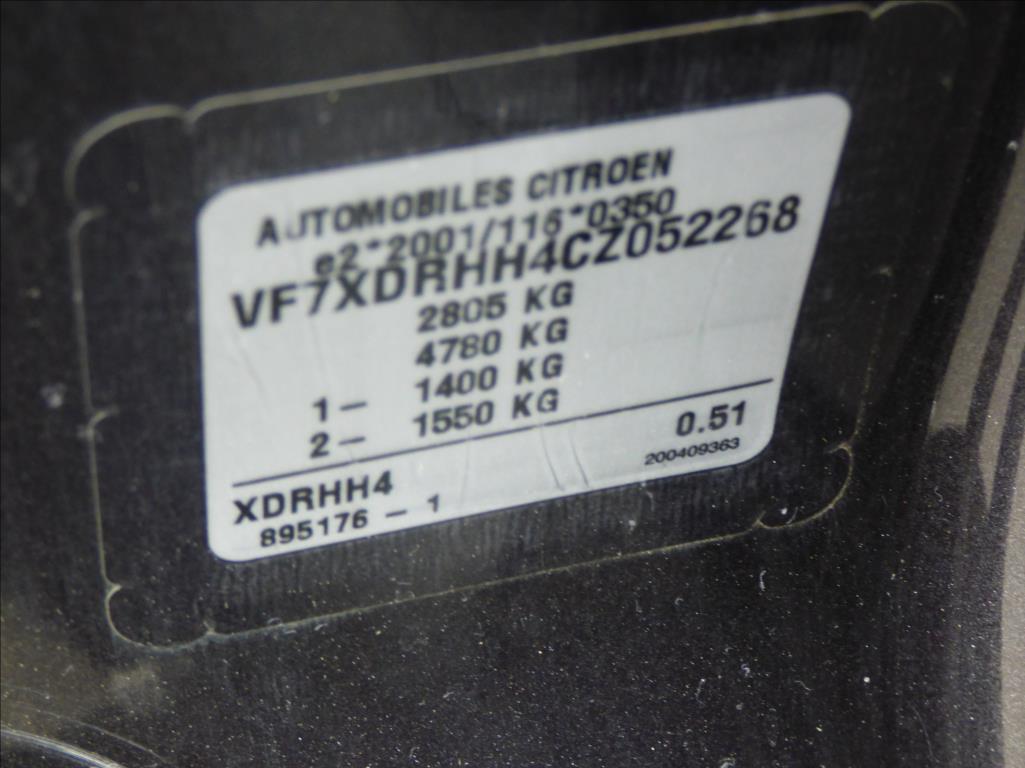 AUTOMOBILES CITROEN
e2*2001/116*0350
VF7XDRHH4CZ052268
2805 KG
4780 KG
1- 1400 KG
2- 1550 KG
0.51
200409363
XDRHH4
895176 - 1